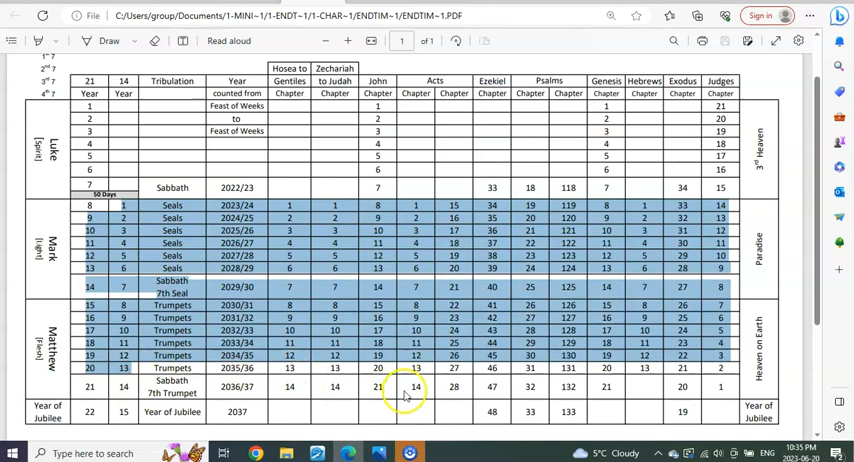 File
C:/Users/group/Documents/1-MINI~1/1-ENDT~1/1-CHAR~1/ENDTIM~1/ENDTIM~1.PDF
Sign in
Draw
Read aloud
1 of 1
1st 7
2nd 7 Hosea to Zechariah
3rd 7 21 14 Tribulation Year Gentiles to Judah John Acts Ezekiel Psalms Genesis Hebrews Exodus Judges
4th 7 Year Year counted from Chapter Chapter Chapter Chapter Chapter Chapter Chapter Chapter Chapter Chapter Chapter Chapter
Luke [Spirit]
1 Feast of Weeks 1 1 21
2 to 2 2 20
3 Feast of Weeks 3 3 19
4 4 4 18
5 5 5 17
6 6 6 16
7 Sabbath 2022/23 7 33 18 118 7 34 15
50 Days
3rd Heaven
Mark [Light]
8 1 Seals 2023/24 1 1 8 1 15 34 19 119 8 1 33 14
9 2 Seals 2024/25 2 2 9 2 16 35 20 120 9 2 32 13
10 3 Seals 2025/26 3 3 10 3 17 36 21 121 10 3 31 12
11 4 Seals 2026/27 4 4 11 4 18 37 22 122 11 4 30 11
12 5 Seals 2027/28 5 5 12 5 19 38 23 123 12 5 29 10
13 6 Seals 2028/29 6 6 13 6 20 39 24 124 13 6 28 9
14 7 Sabbath 2029/30 7 7 14 7 21 40 25 125 14 7 27 8
7th Seal
Paradise
Matthew [Flesh]
15 8 Trumpets 2030/31 8 8 15 8 22 41 26 126 15 8 26 7
16 9 Trumpets 2031/32 9 9 16 9 23 42 27 127 16 9 25 6
17 10 Trumpets 2032/33 10 10 17 10 24 43 28 128 17 10 24 5
18 11 Trumpets 2033/34 11 11 18 11 25 44 29 129 18 11 23 4
19 12 Trumpets 2034/35 12 12 19 12 26 45 30 130 19 12 22 3
20 13 Trumpets 2035/36 13 13 20 13 27 46 31 131 20 13 21 2
21 14 Sabbath 2036/37 14 14 21 14 28 47 32 132 21 20 1
7th Trumpet
Heaven on Earth
Year of Jubilee 22 15 Year of Jubilee 2037 48 33 133 19 Year of Jubilee
Type here to search
5°C Cloudy
10:35 PM
2023-06-20
2